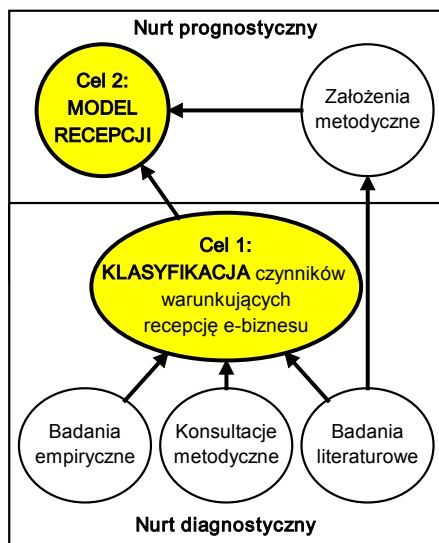 Nurt prognostyczny
Cel 2:
MODEL
RECEPCJI
Założenia
metodyczne
Cel 1:
KLASYFIKACJA czynników
warunkujących
recepcję e-biznesu
Badania
empiryczne
Konsultacje
metodyczne
Badania
literaturowe
Nurt diagnostyczny